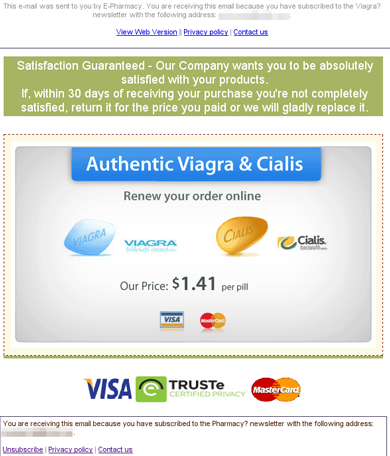 This e-mail was sent to you by E-Pharmacy. You are receiving this email because you have subscribed to the Viagra?
newsletter with the following address:
View Web Version || Privacy policy | Contact us
Satisfaction Guaranteed - Our Company wants you to be absolutely
satisfied with your products.
If, within 30 days of receiving your purchase you're not completely
satisfied, return it for the price you paid or we will gladly replace it.
Authentic Viagra & Cialis
Renew your order online
VIAGRA
VIAGRA
CIALIS
Cialis.
Our Price: $1.41 per pill
VISA
MasterCard
VISA
TRUSTe
CERTIFIED PRIVACY
MasterCard
You are receiving this email because you have subscribed to the Pharmacy? newsletter with the following address:
Unsubscribe | Privacy policy | Contact us